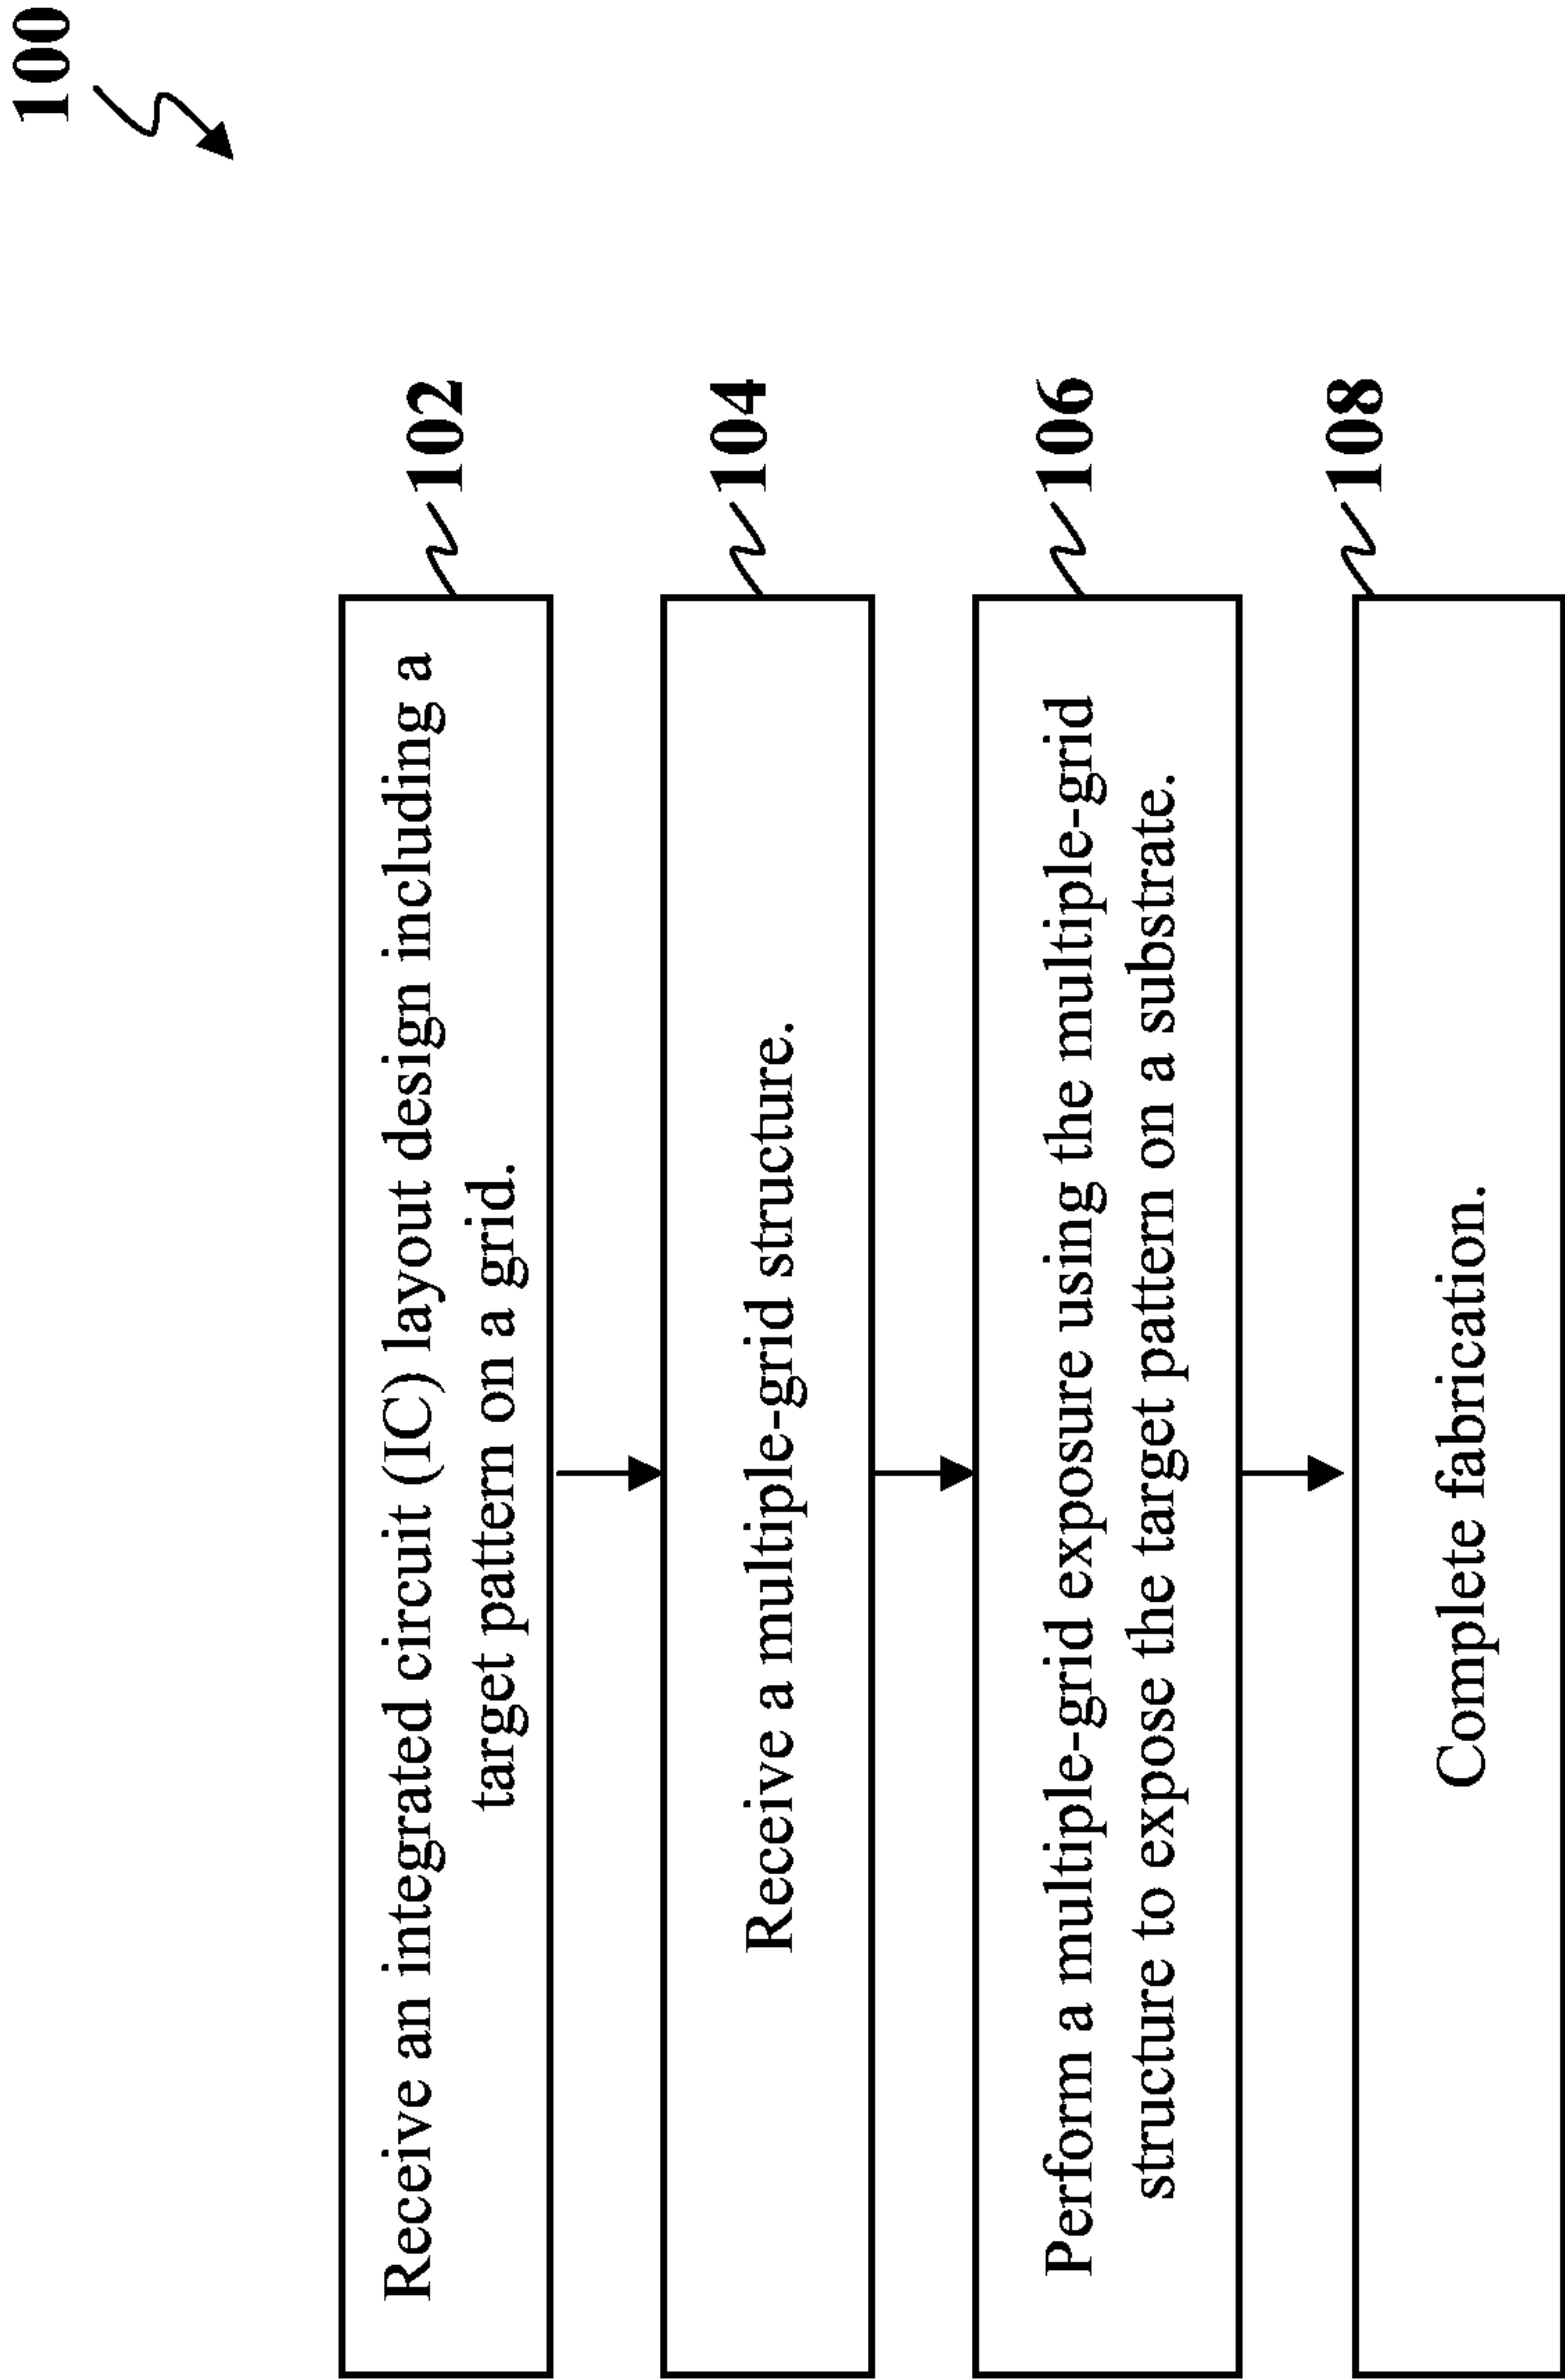 100
Receive an integrated circuit (IC) layout design including a
target pattern on a grid.
102
Receive a multiple-grid structure.
104
Perform a multiple-grid exposure using the multiple-grid
structure to expose the target pattern on a substrate.
106
Complete fabrication.
108